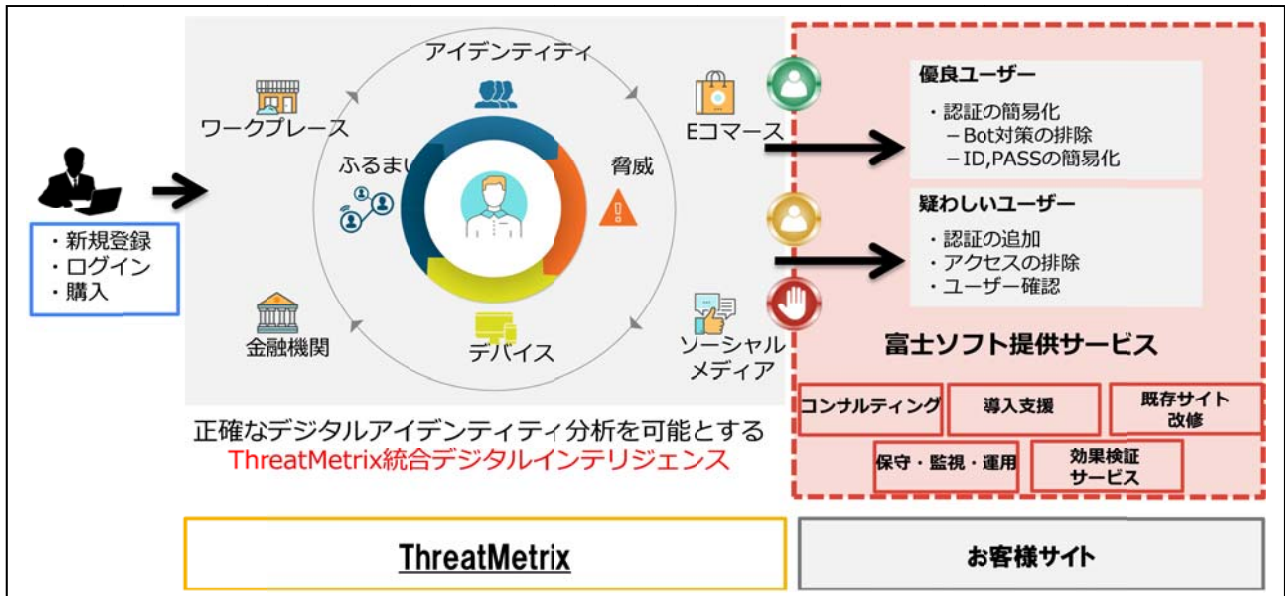 ・新規登録
・ログイン
・購入
アイデンティティ
ワークプレース
Eコマース
ふるまい
脅威
金融機関
デバイス
ソーシャル
メディア
正確なデジタルアイデンティティ分析を可能とする
ThreatMetrix統合デジタルインテリジェンス
ThreatMetrix
優良ユーザー
・認証の簡易化
－Bot対策の排除
－ID,PASSの簡易化
疑わしいユーザー
・認証の追加
・アクセスの排除
・ユーザー確認
富士ソフト提供サービス
コンサルティング
導入支援
既存サイト
改修
保守・監視・運用
効果検証
サービス
お客様サイト